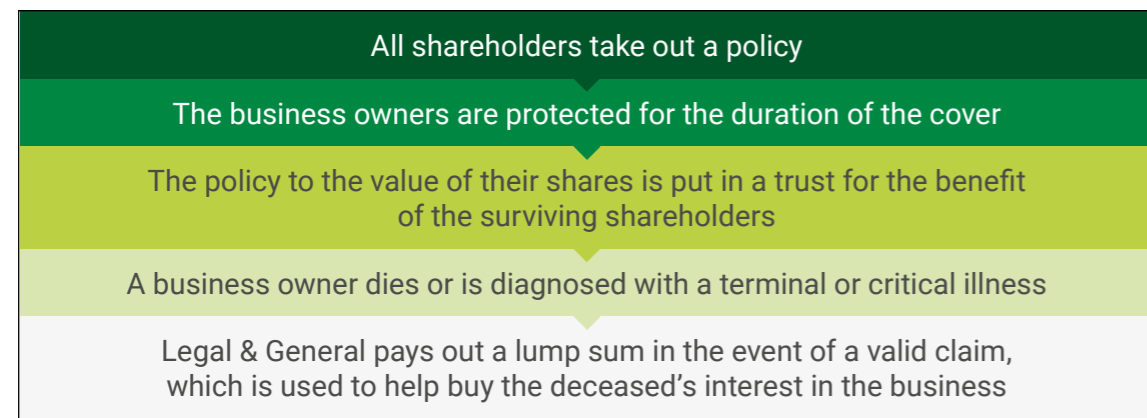 All shareholders take out a policy
The business owners are protected for the duration of the cover
The policy to the value of their shares is put in a trust for the benefit
of the surviving shareholders
A business owner dies or is diagnosed with a terminal or critical illness
Legal & General pays out a lump sum in the event of a valid claim,
which is used to help buy the deceased’s interest in the business